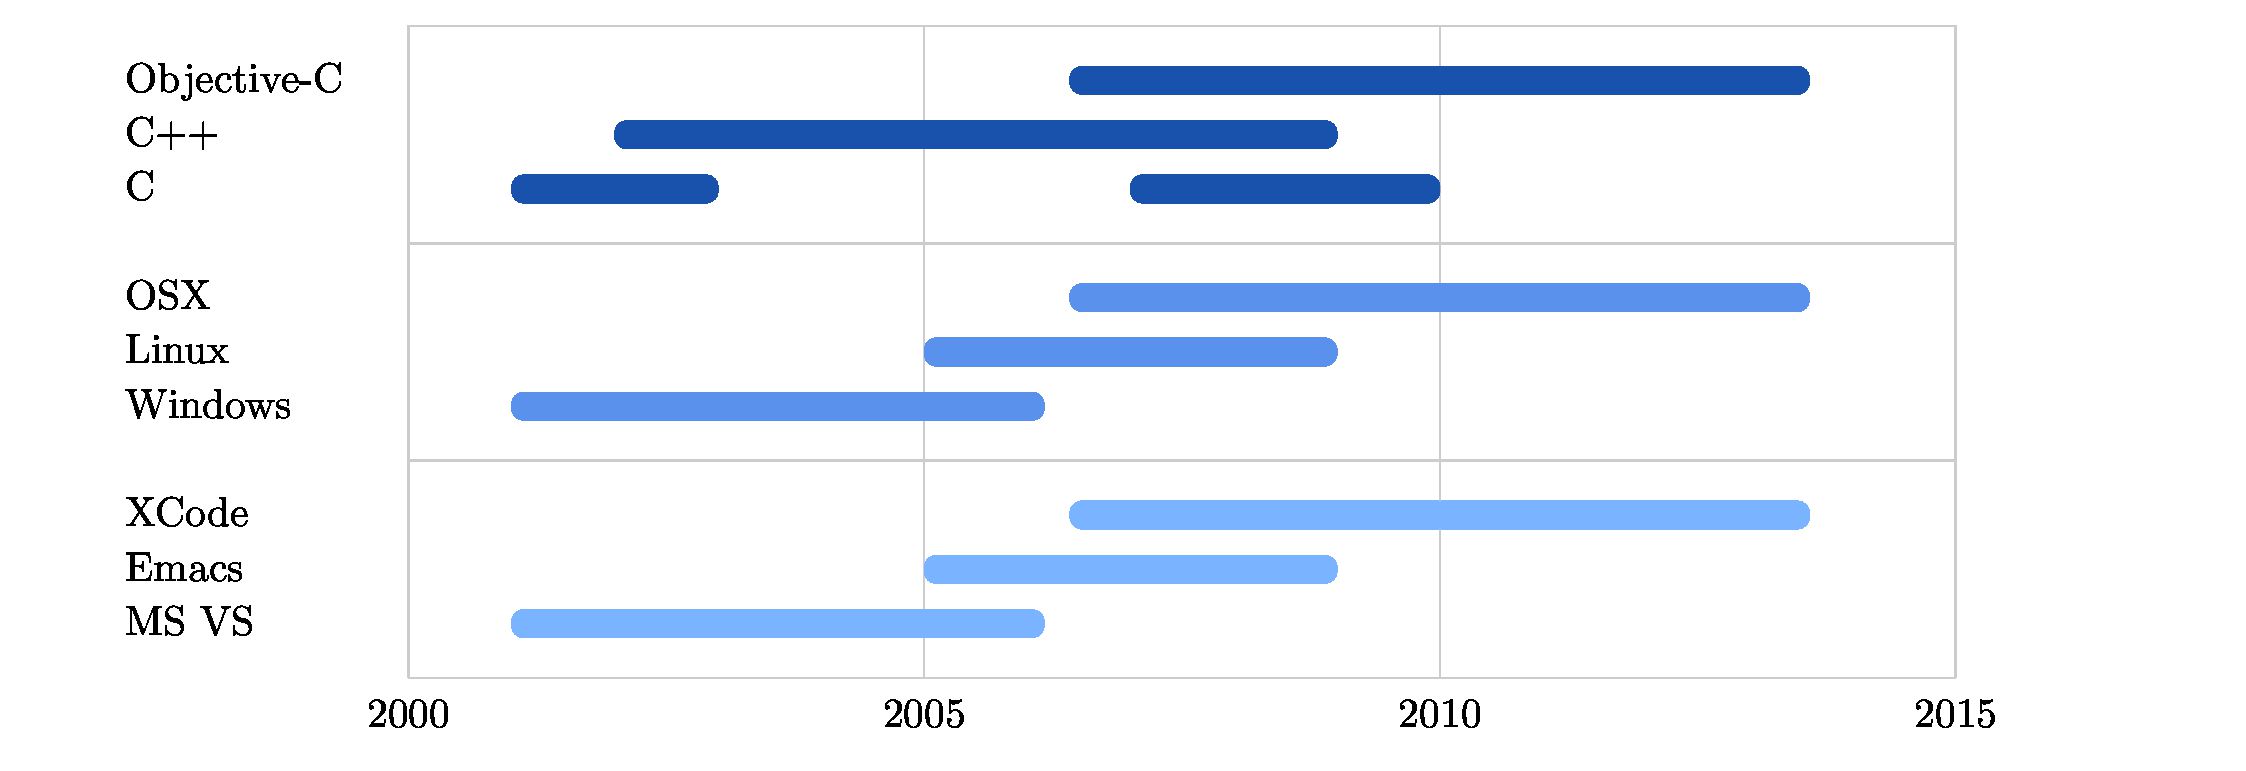 Objective-C
C++
C
OSX
Linux
Windows
XCode
Emacs
MS VS
2000 2005 2010 2015